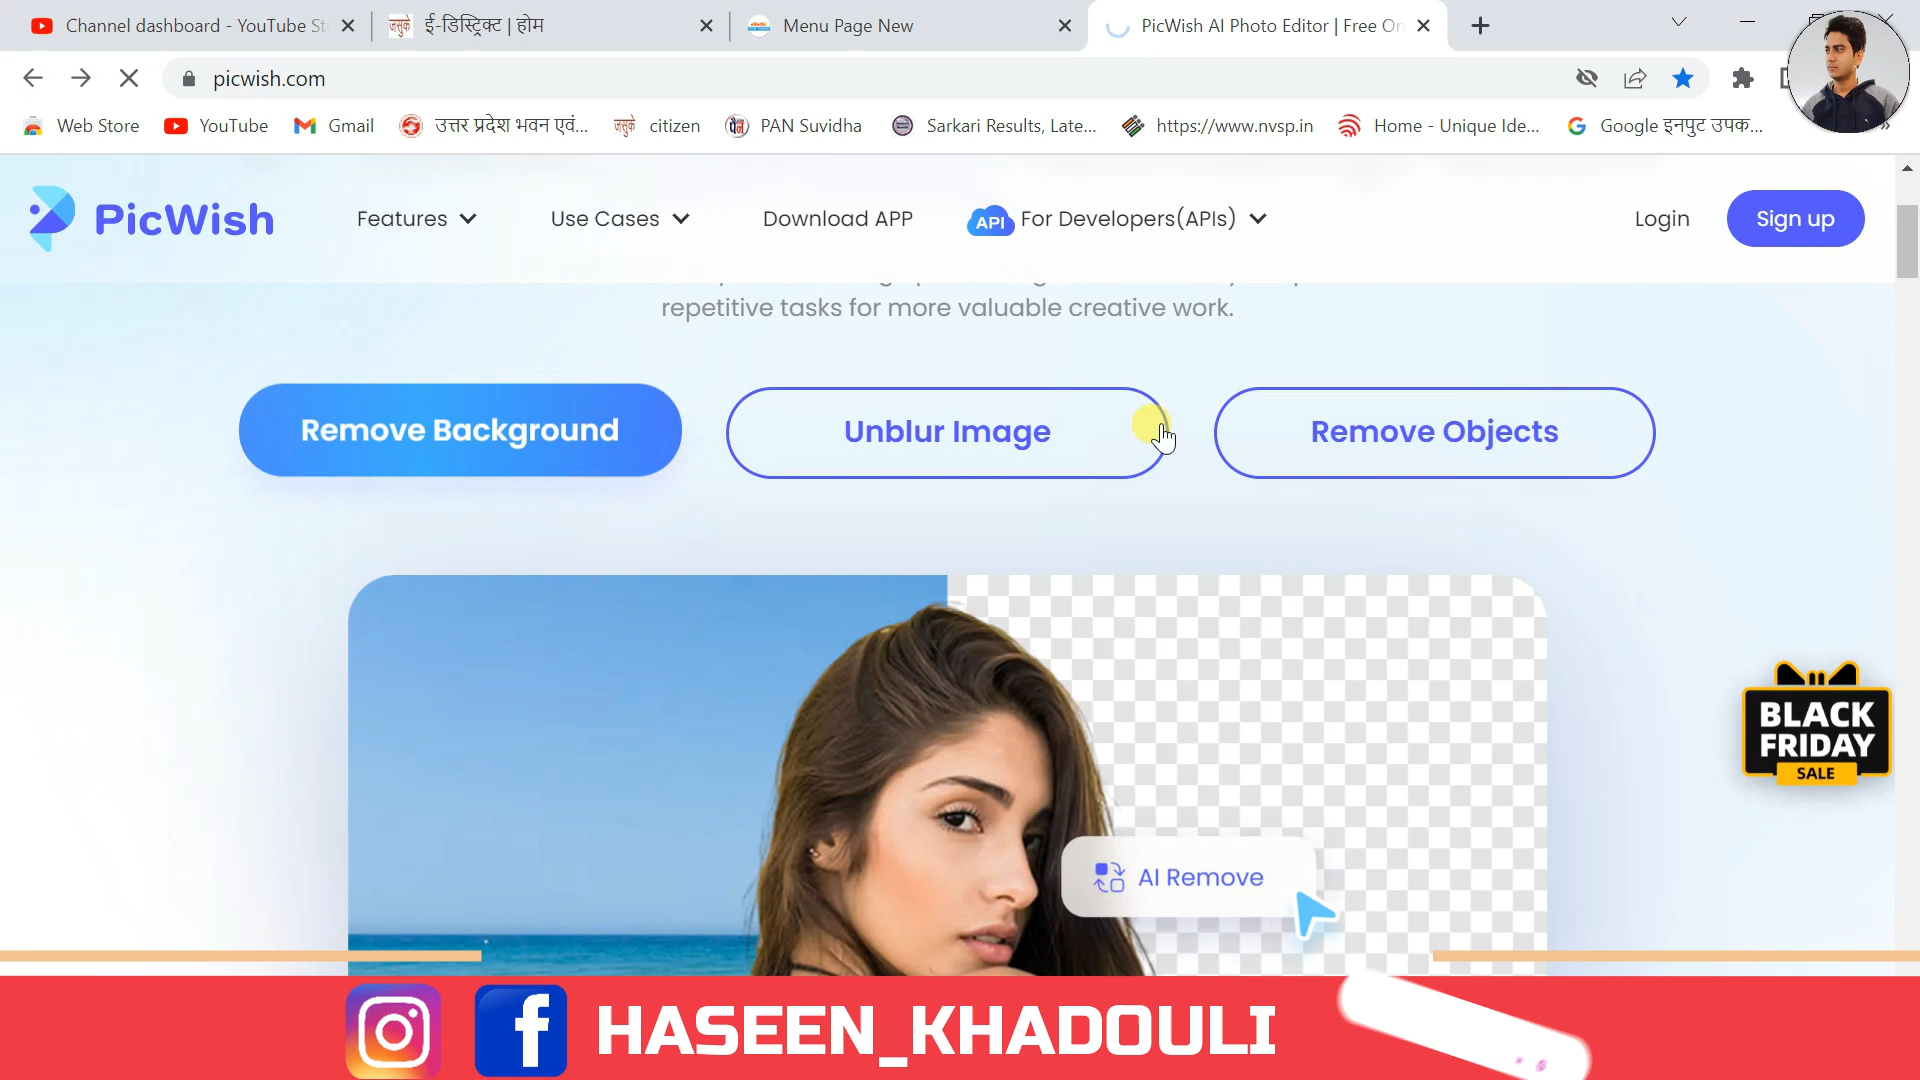 Channel dashboard - YouTube St
ई-डिस्ट्रिक्ट | होम
Menu Page New
PicWish AI Photo Editor | Free On
picwish.com
Web Store
YouTube
Gmail
उत्तर प्रदेश भवन एवं...
जसुके
citizen
PAN Suvidha
Sarkari Results, Late...
https://www.nvsp.in
Home - Unique Ide...
Google इनपुट उपक...
PicWish
Features
Use Cases
Download APP
API
For Developers(APIs)
Login
Sign up
repetitive tasks for more valuable creative work.
Remove Background
Unblur Image
Remove Objects
AI Remove
BLACK
FRIDAY
SALE
HASEEN_KHADOULI